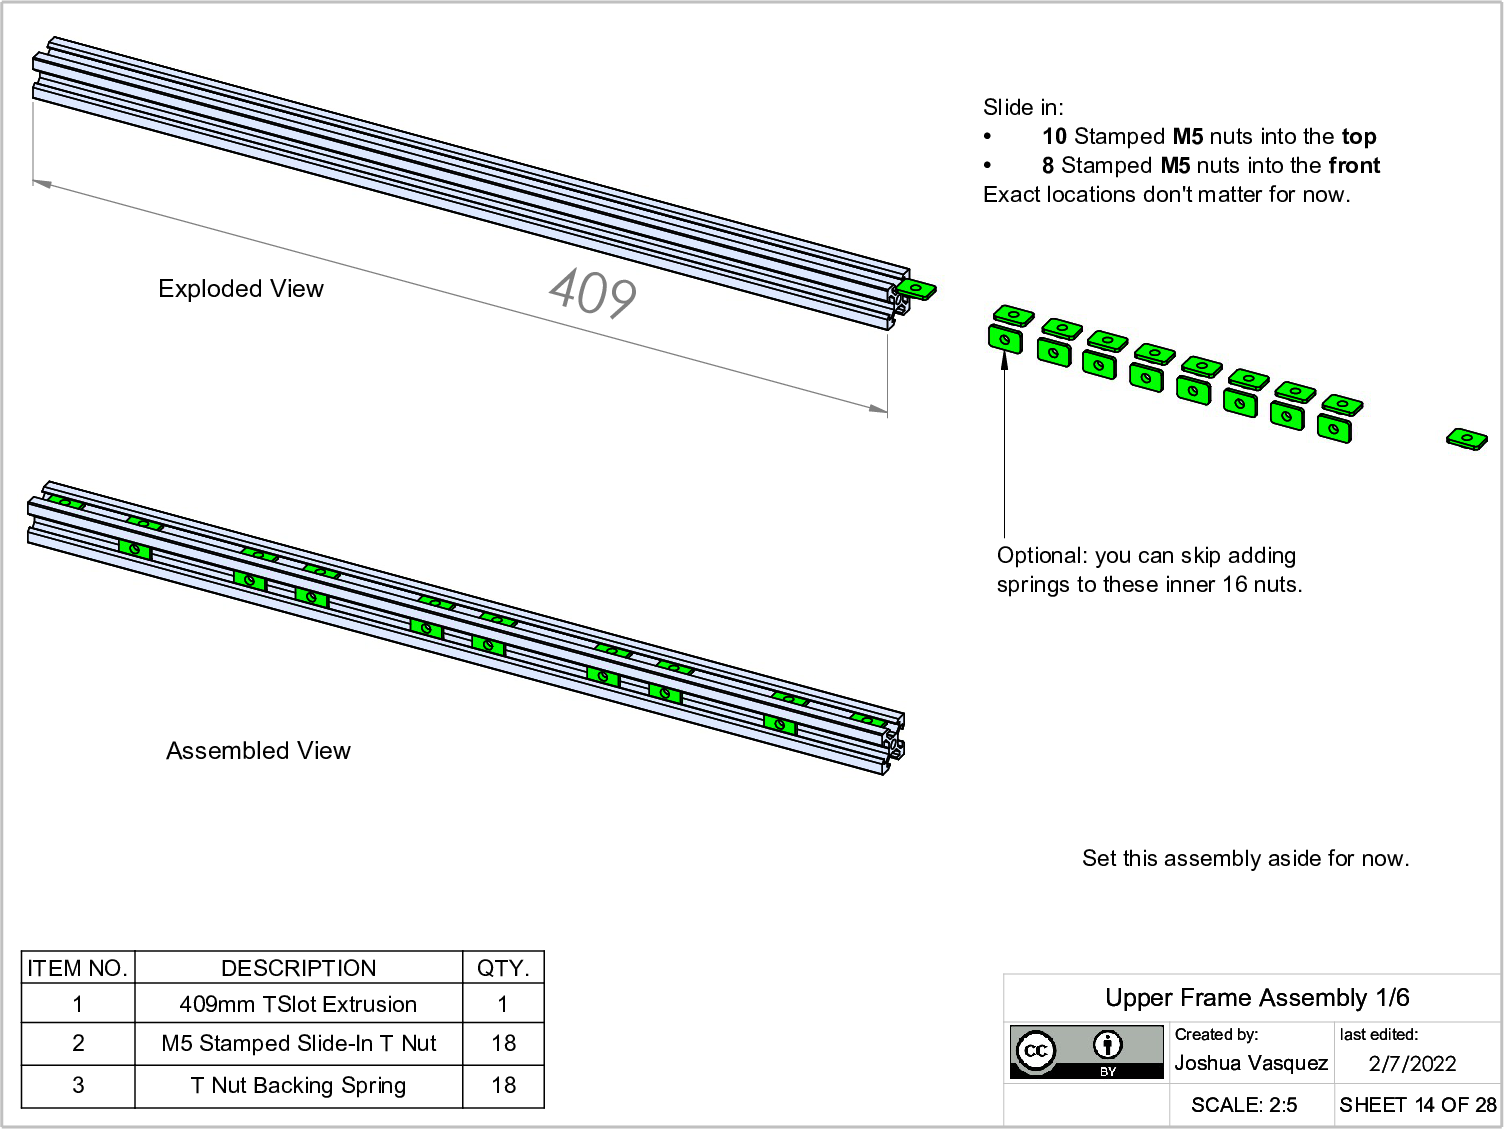 Slide in:
• 10 Stamped M5 nuts into the top
• 8 Stamped M5 nuts into the front
Exact locations don't matter for now.
Exploded View
409
Optional: you can skip adding
springs to these inner 16 nuts.
Assembled View
Set this assembly aside for now.
ITEM NO. DESCRIPTION QTY.
1 409mm TSlot Extrusion 1
2 M5 Stamped Slide-In T Nut 18
3 T Nut Backing Spring 18
Upper Frame Assembly 1/6
cc BY
Created by:
Joshua Vasquez
last edited:
2/7/2022
SCALE: 2:5
SHEET 14 OF 28